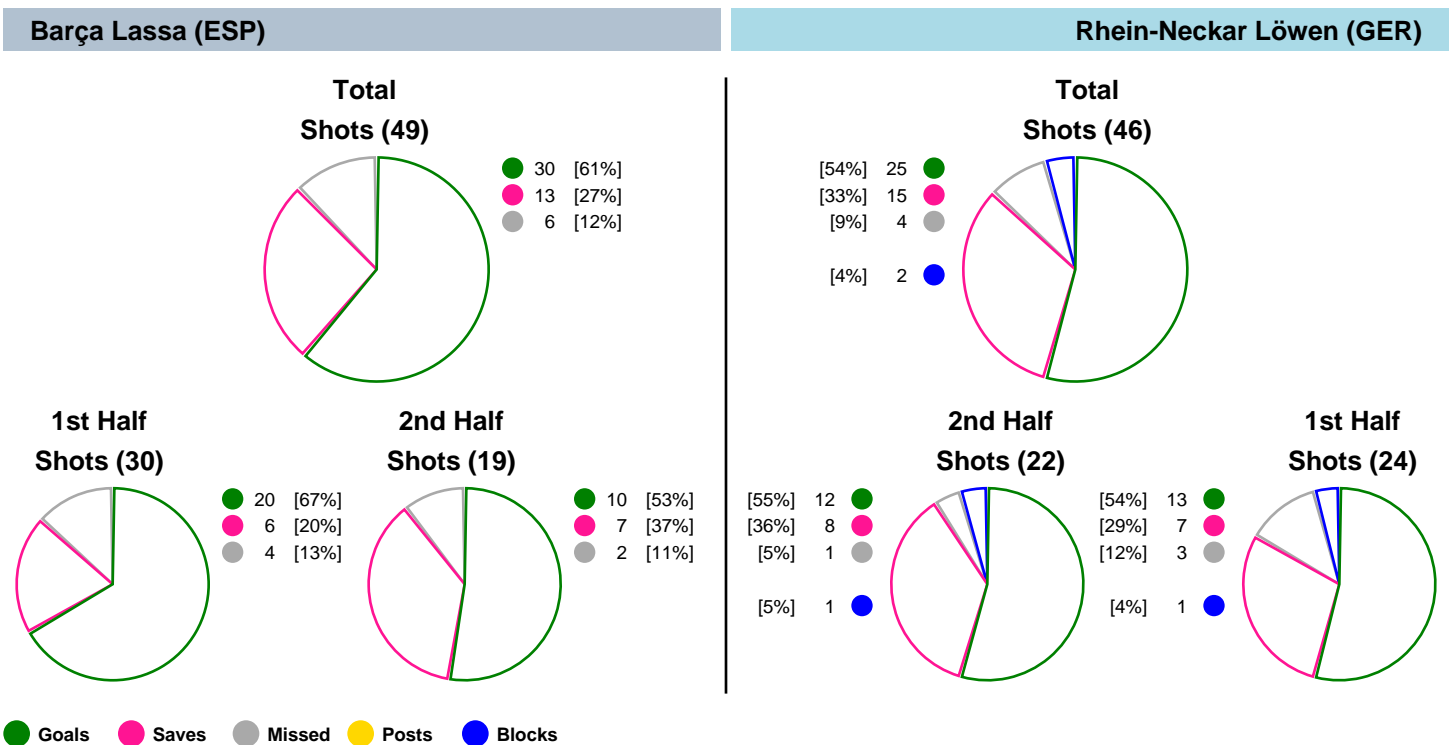 Barça Lassa (ESP)
Rhein-Neckar Löwen (GER)
Total
Shots (49)
30 [61%]
13 [27%]
6 [12%]
Total
Shots (46)
[54%] 25
[33%] 15
[9%] 4
[4%] 2
1st Half
Shots (30)
20 [67%]
6 [20%]
4 [13%]
2nd Half
Shots (19)
10 [53%]
7 [37%]
2 [11%]
2nd Half
Shots (22)
[55%] 12
[36%] 8
[5%] 1
[5%] 1
1st Half
Shots (24)
[54%] 13
[29%] 7
[12%] 3
[4%] 1
Goals Saves Missed Posts Blocks